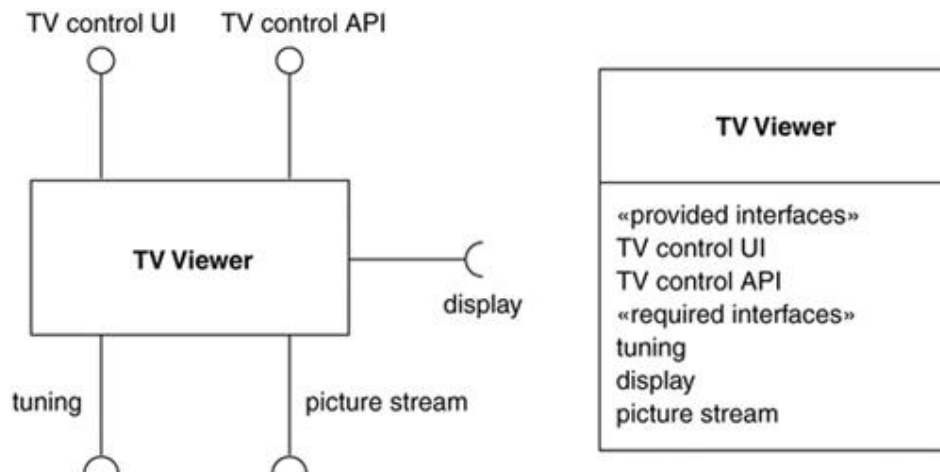 TV control UI
TV control API
TV Viewer
display
tuning
picture stream
TV Viewer
«provided interfaces»
TV control UI
TV control API
«required interfaces»
tuning
display
picture stream